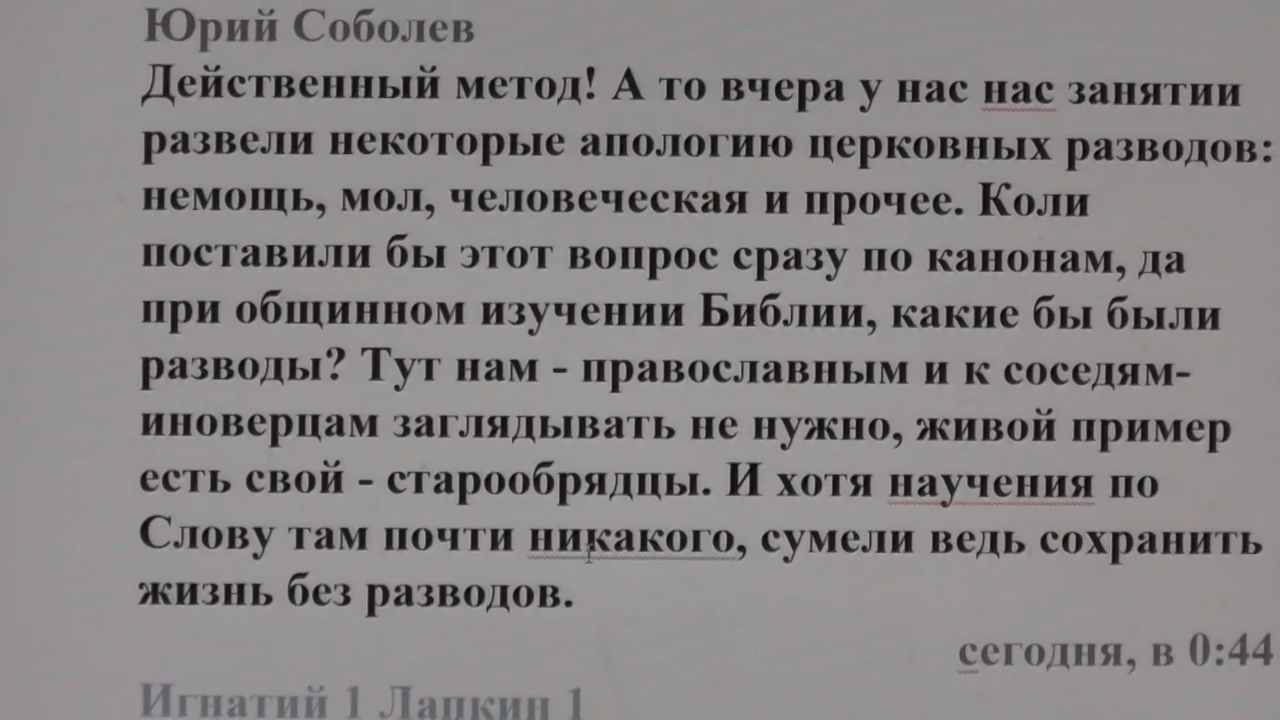 Юрий Соболев
Действенный метод! А то вчера у нас нас занятии
развели некоторые апологию церковных разводов:
немощь, мол, человеческая и прочее. Коли
поставили бы этот вопрос сразу по канонам, да
при общинном изучении Библии, какие бы были
разводы? Тут нам - православным и к соседям-
иноверцам заглядывать не нужно, живой пример
есть свой - старообрядцы. И хотя научения по
Слову там почти никакого, сумели ведь сохранить
жизнь без разводов.
сегодня, в 0:44
Игнатий 1 Лапкин 1